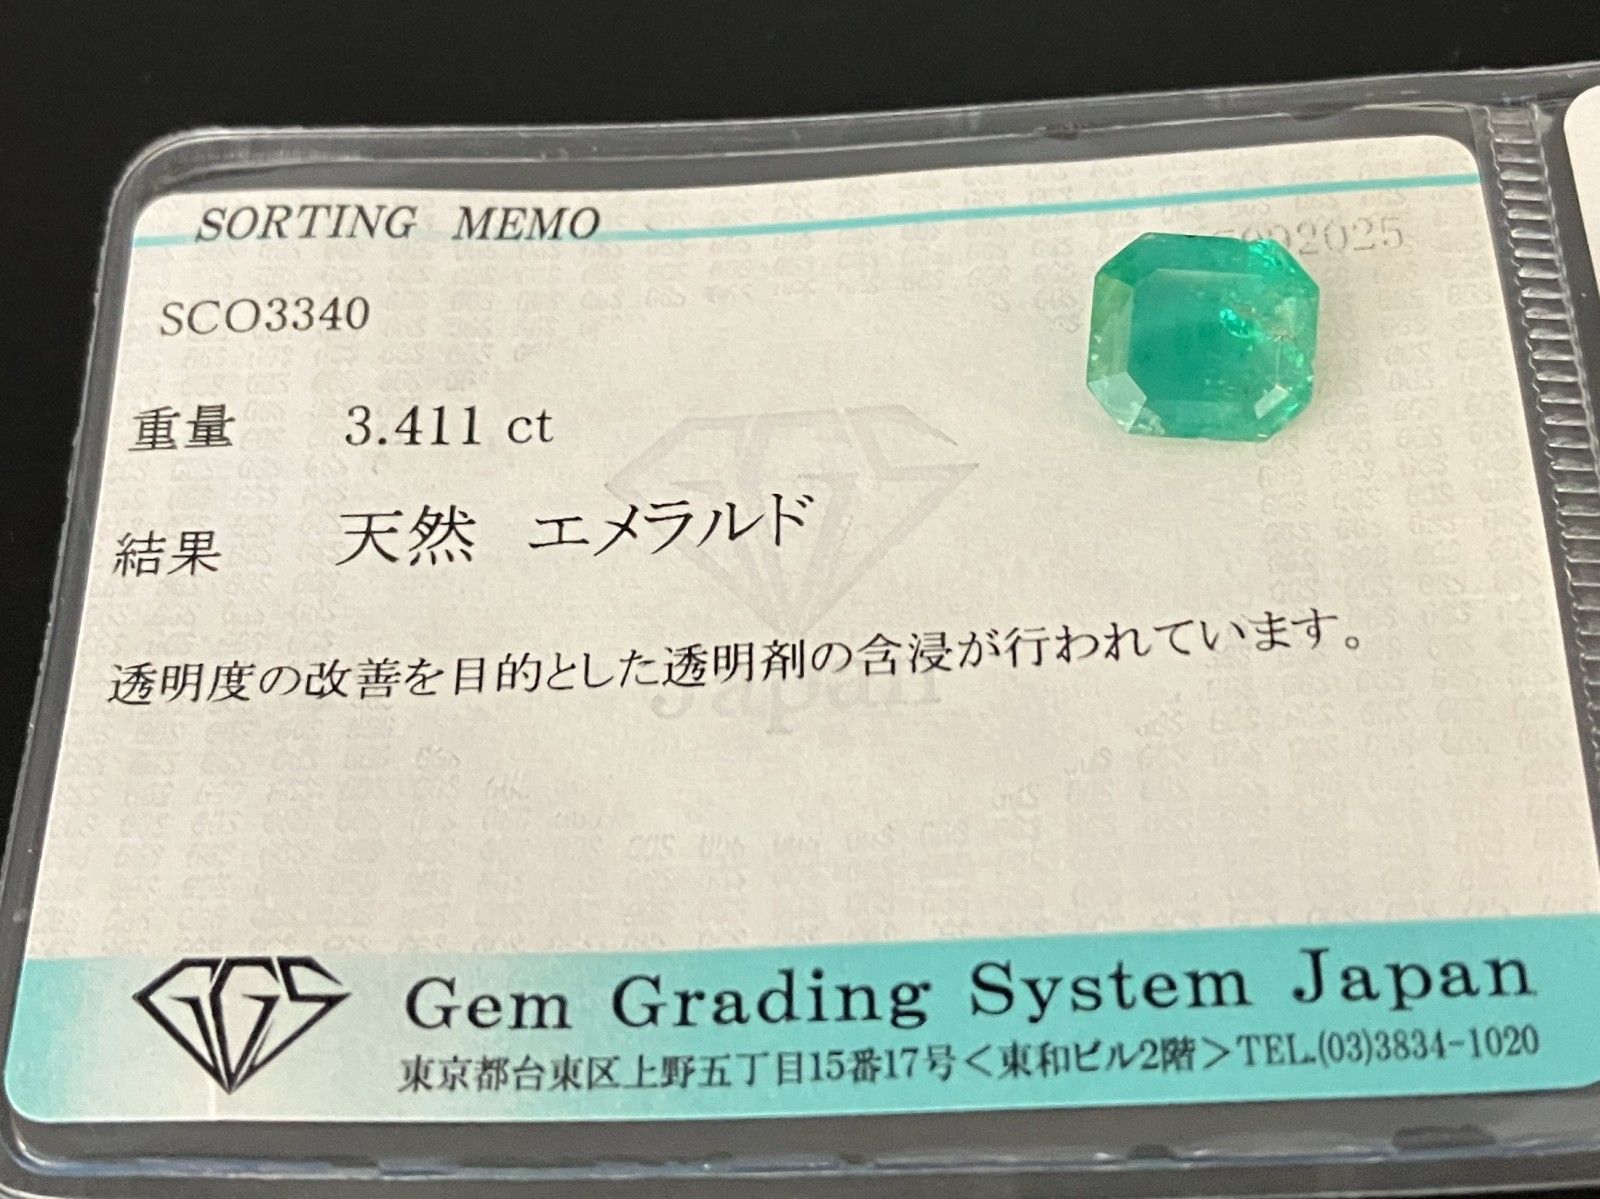 SORTING MEMO
2025
SCO3340
重量 3.411 ct
結果 天然 エメラルド
透明度の改善を目的とした透明剤の含浸が行われています。
Japan
GGS
Gem Grading System Japan
東京都台東区上野五丁目15番17号<東和ビル2階>TEL.(03)3834-1020